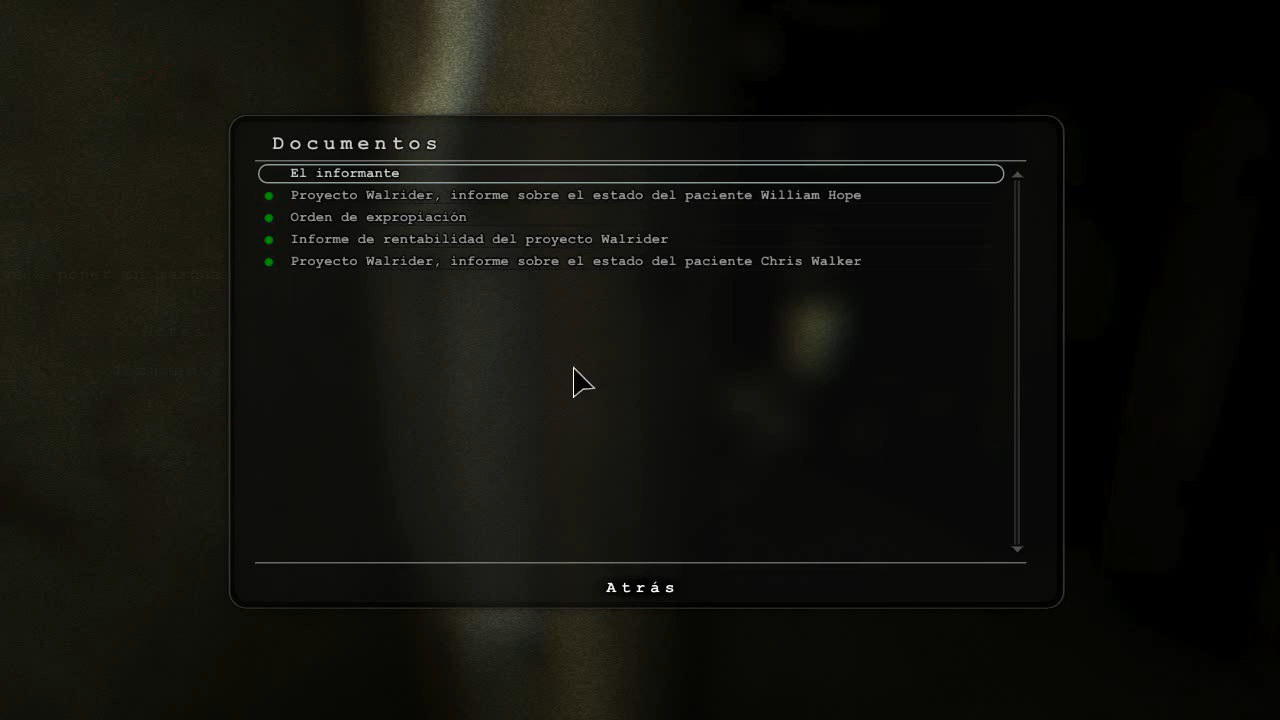 Documentos
El informante
Proyecto Walrider, informe sobre el estado del paciente William Hope
Orden de expropiación
Informe de rentabilidad del proyecto Walrider
Proyecto Walrider, informe sobre el estado del paciente Chris Walker
Atrás